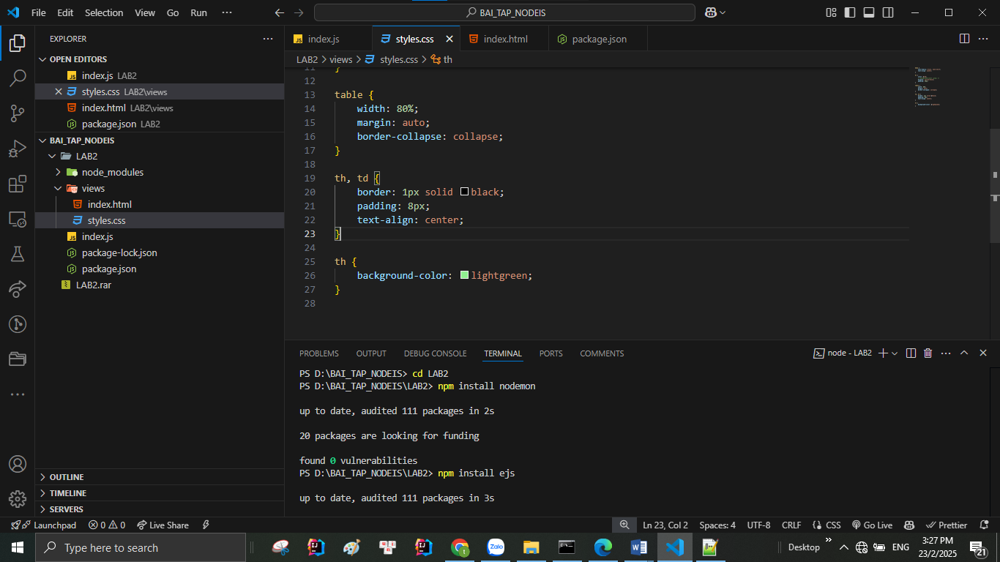 File Edit Selection View Go Run ··· BAI_TAP_NODEIS
EXPLORER ···
OPEN EDITORS
index.js LAB2
styles.css LAB2\views
index.html LAB2\views
package.json LAB2
BAI_TAP_NODEIS
LAB2
node_modules
views
index.html
styles.css
index.js
package-lock.json
package.json
LAB2.rar
OUTLINE
TIMELINE
SERVERS
index.js styles.css index.html package.json
LAB2 > views > styles.css > th
11 }
12
13 table {
14 width: 80%;
15 margin: auto;
16 border-collapse: collapse;
17 }
18
19 th, td {
20 border: 1px solid black;
21 padding: 8px;
22 text-align: center;
23 }
24
25 th {
26 background-color: lightgreen;
27 }
28
PROBLEMS OUTPUT DEBUG CONSOLE TERMINAL PORTS COMMENTS node - LAB2
PS D:\BAI_TAP_NODEIS> cd LAB2
PS D:\BAI_TAP_NODEIS\LAB2> npm install nodemon
up to date, audited 111 packages in 2s
20 packages are looking for funding
found 0 vulnerabilities
PS D:\BAI_TAP_NODEIS\LAB2> npm install ejs
up to date, audited 111 packages in 3s
Launchpad 0 0 Live Share Ln 23, Col 2 Spaces: 4 UTF-8 CRLF {} CSS Go Live Prettier
Type here to search Zalo Desktop ENG 3:27 PM
23/2/2025 21